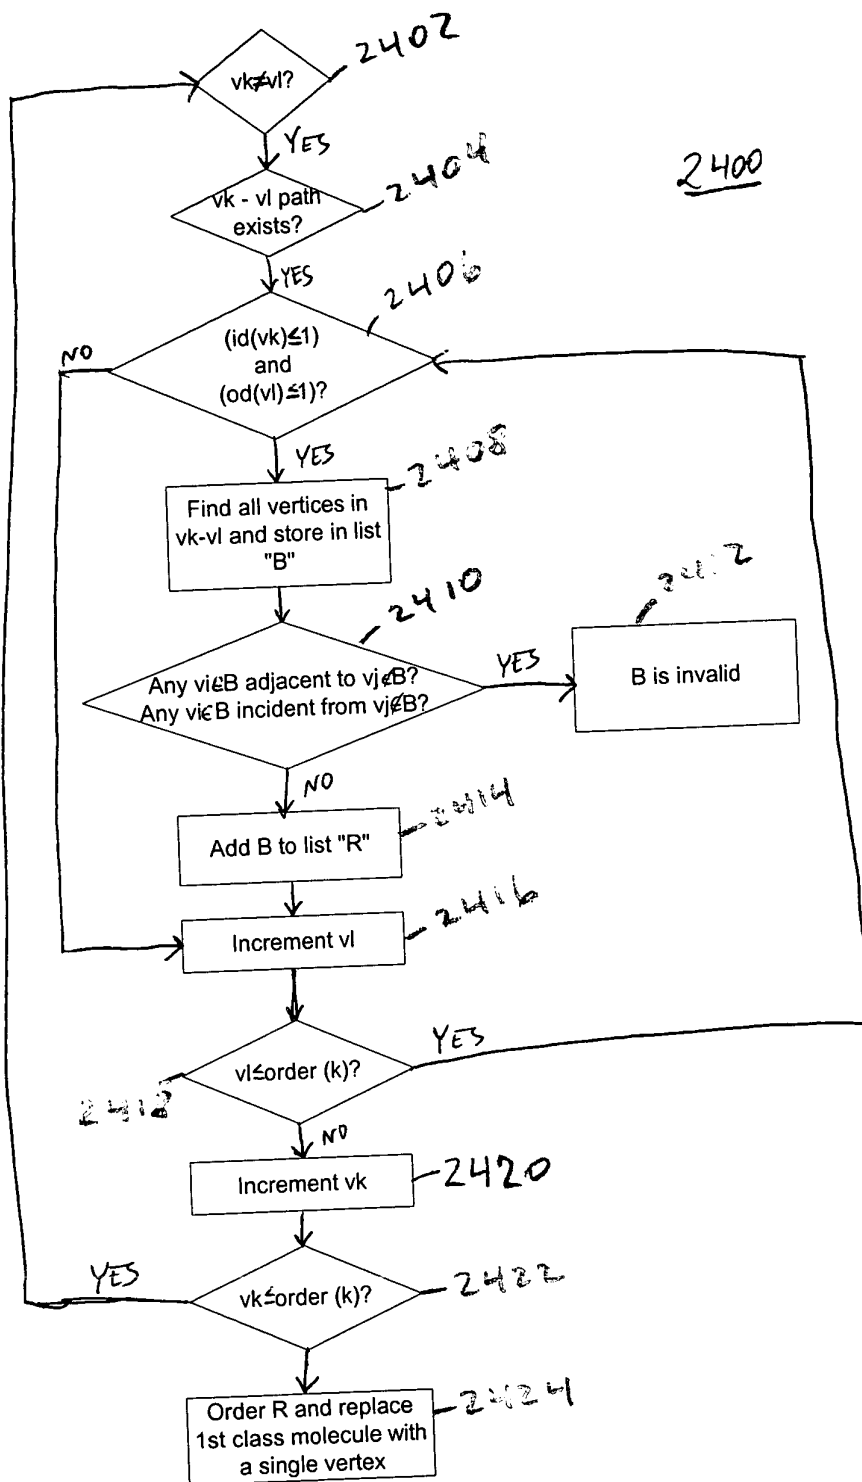 vk≠vl?
2402
YES
2400
vk - vl path
exists?
2404
YES
(id(vk)≤1)
and
(od(vl)≤1)?
2406
NO
YES
Find all vertices in
vk-vl and store in list
"B"
2408
2410
Any vi∈B adjacent to vj∉B?
Any vi∈B incident from vj∉B?
YES
2412
B is invalid
NO
Add B to list "R"
2414
Increment vl
2416
vl≤order (k)?
YES
2418
NO
Increment vk
2420
YES
vk≤order (k)?
2422
Order R and replace
1st class molecule with
a single vertex
2424